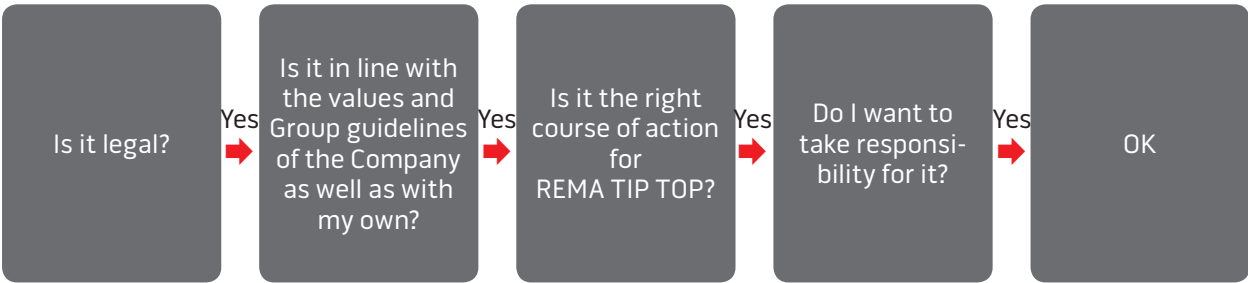 Is it legal?
Yes
Is it in line with
the values and
Group guidelines
of the Company
as well as with
my own?
Yes
Is it the right
course of action
for
REMA TIP TOP?
Yes
Do I want to
take responsi-
bility for it?
Yes
OK